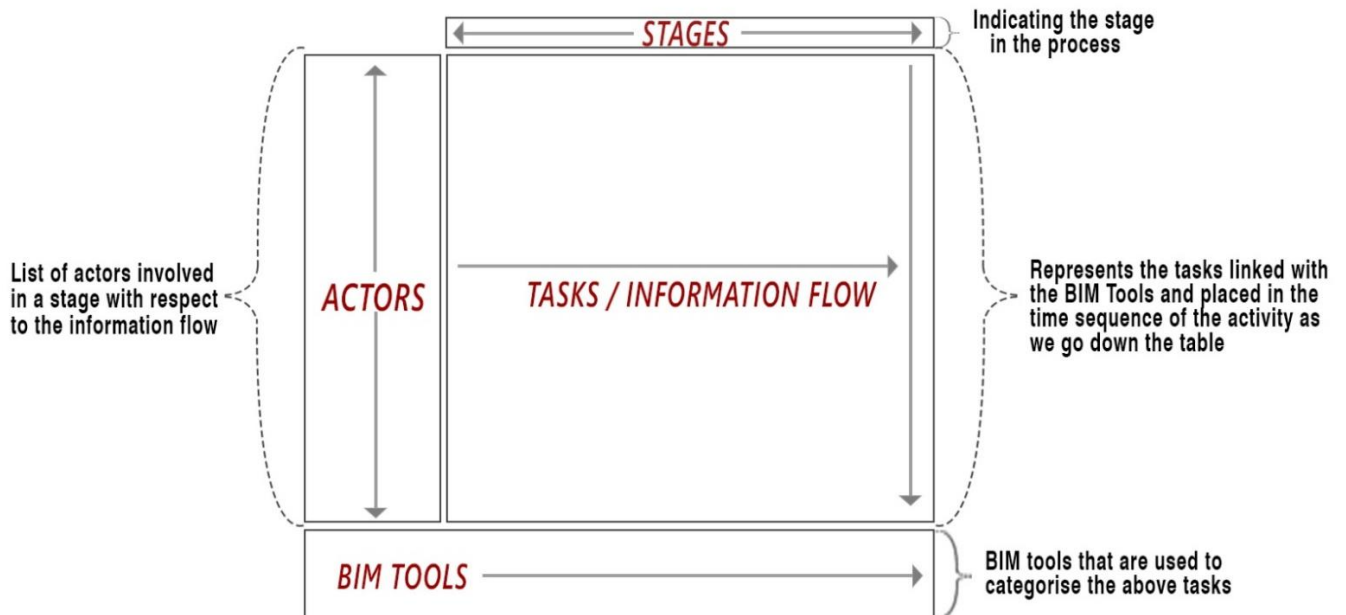 STAGES
Indicating the stage
in the process
List of actors involved
in a stage with respect
to the information flow
ACTORS
TASKS / INFORMATION FLOW
Represents the tasks linked with
the BIM Tools and placed in the
time sequence of the activity as
we go down the table
BIM TOOLS
BIM tools that are used to
categorise the above tasks